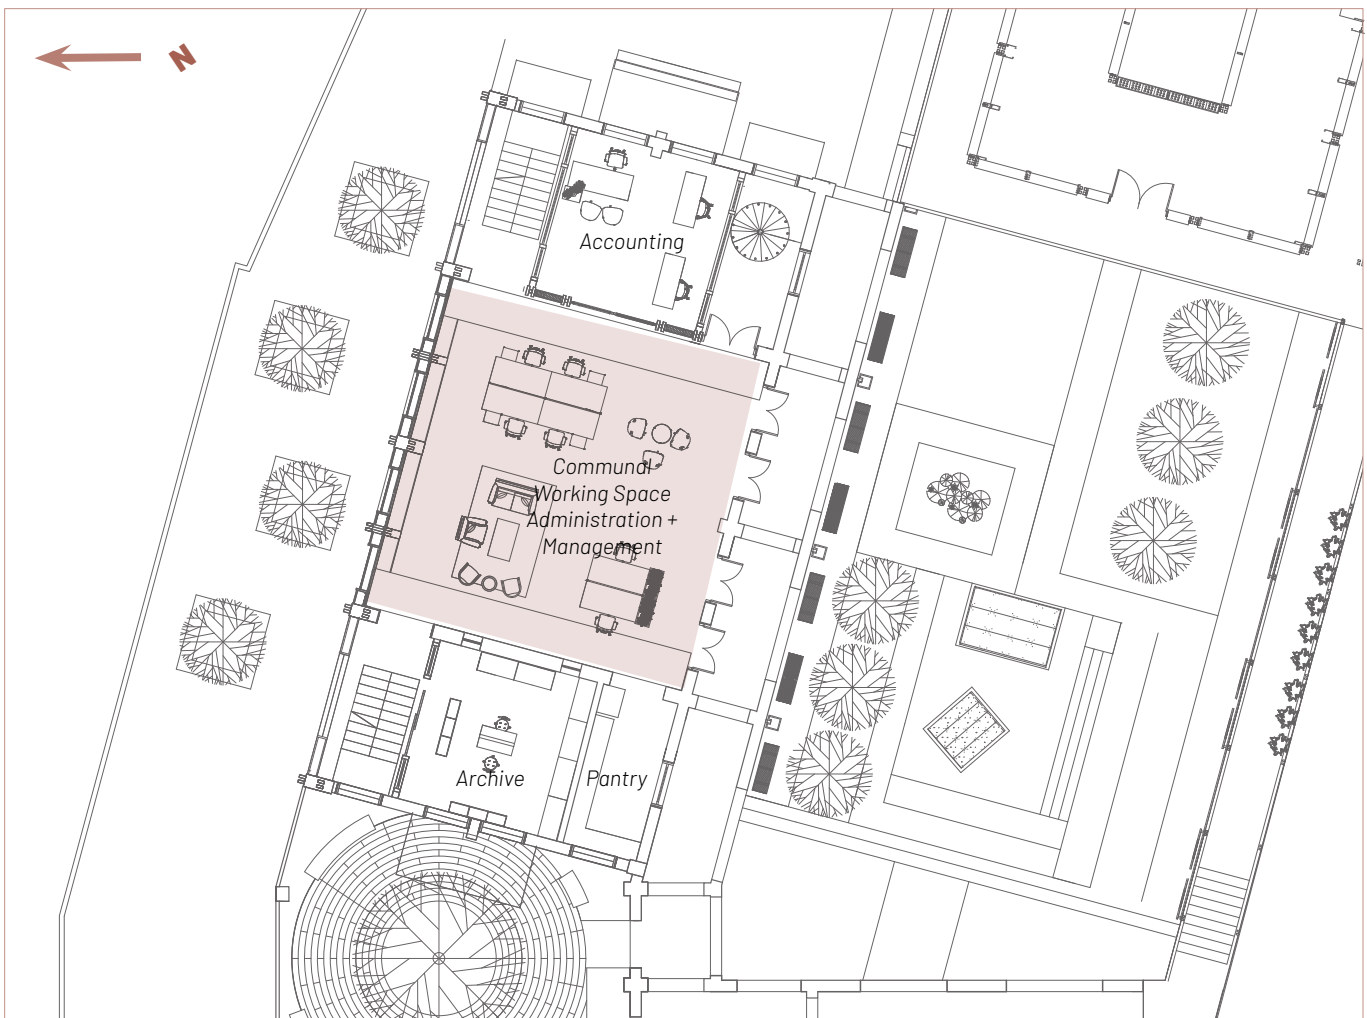 N
Accounting
Communal
Working Space
Administration +
Management
Archive
Pantry